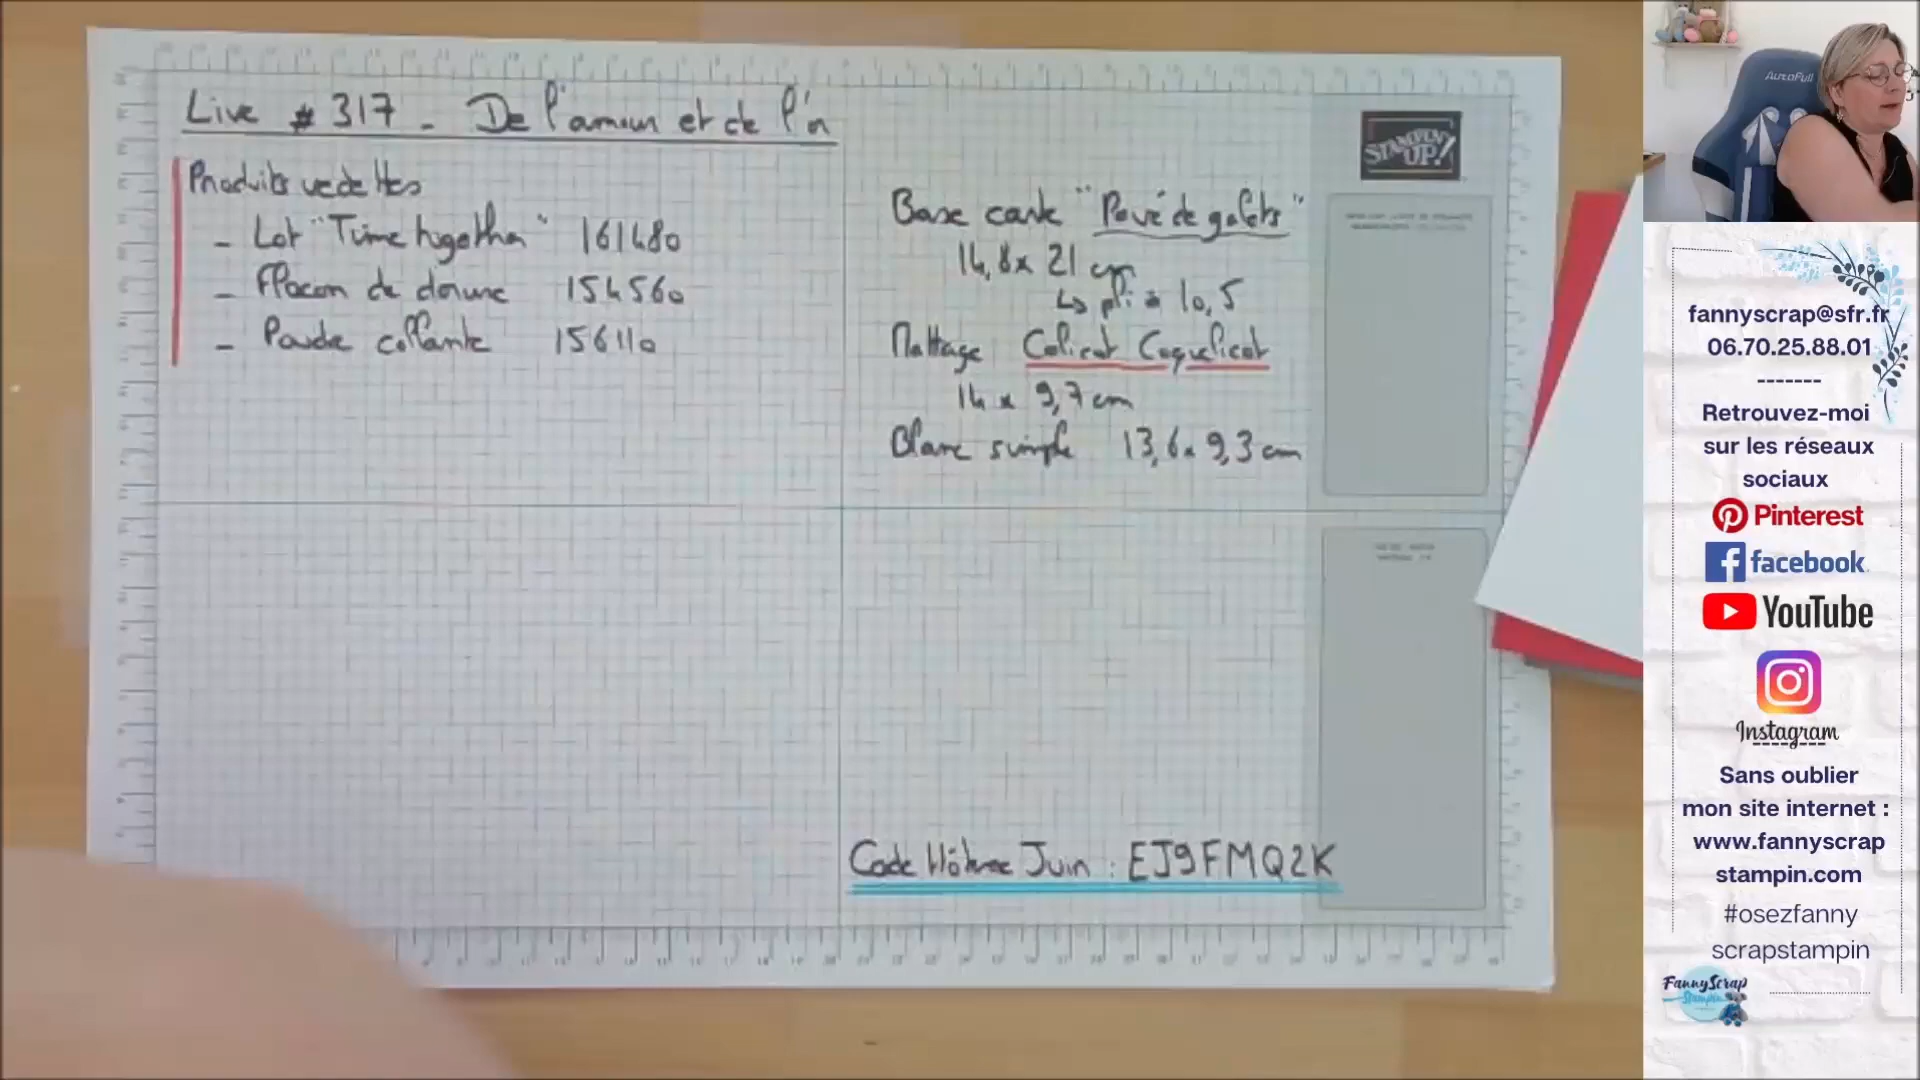 Live # 317 - De l'amour et de l'or
Produits vedettes
- Lot "Time together" 161480
- Flacon de dorure 154560
- Poudre collante 156110
Base carte "Pavé de galets"
14,8 x 21 cm
↳ pli à 10,5
Mattage Calicot Coquelicot
14 x 9,7 cm
Blanc simple 13,6 x 9,3 cm
Code Hôtesse Juin : EJ9FMQ2K
STAMPIN' UP!
AutoFull
fannyscrap@sfr.fr
06.70.25.88.01
-------
Retrouvez-moi
sur les réseaux
sociaux
Pinterest
facebook
YouTube
Instagram
-------
Sans oublier
mon site internet :
www.fannyscrap
stampin.com
#osezfanny
scrapstampin
FannyScrap
Stampin